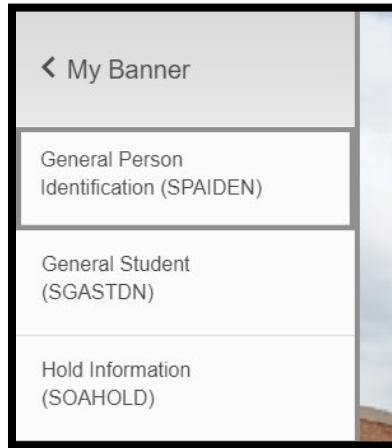 My Banner
General Person
Identification (SPAIDEN)
General Student
(SGASTDN)
Hold Information
(SOAHOLD)